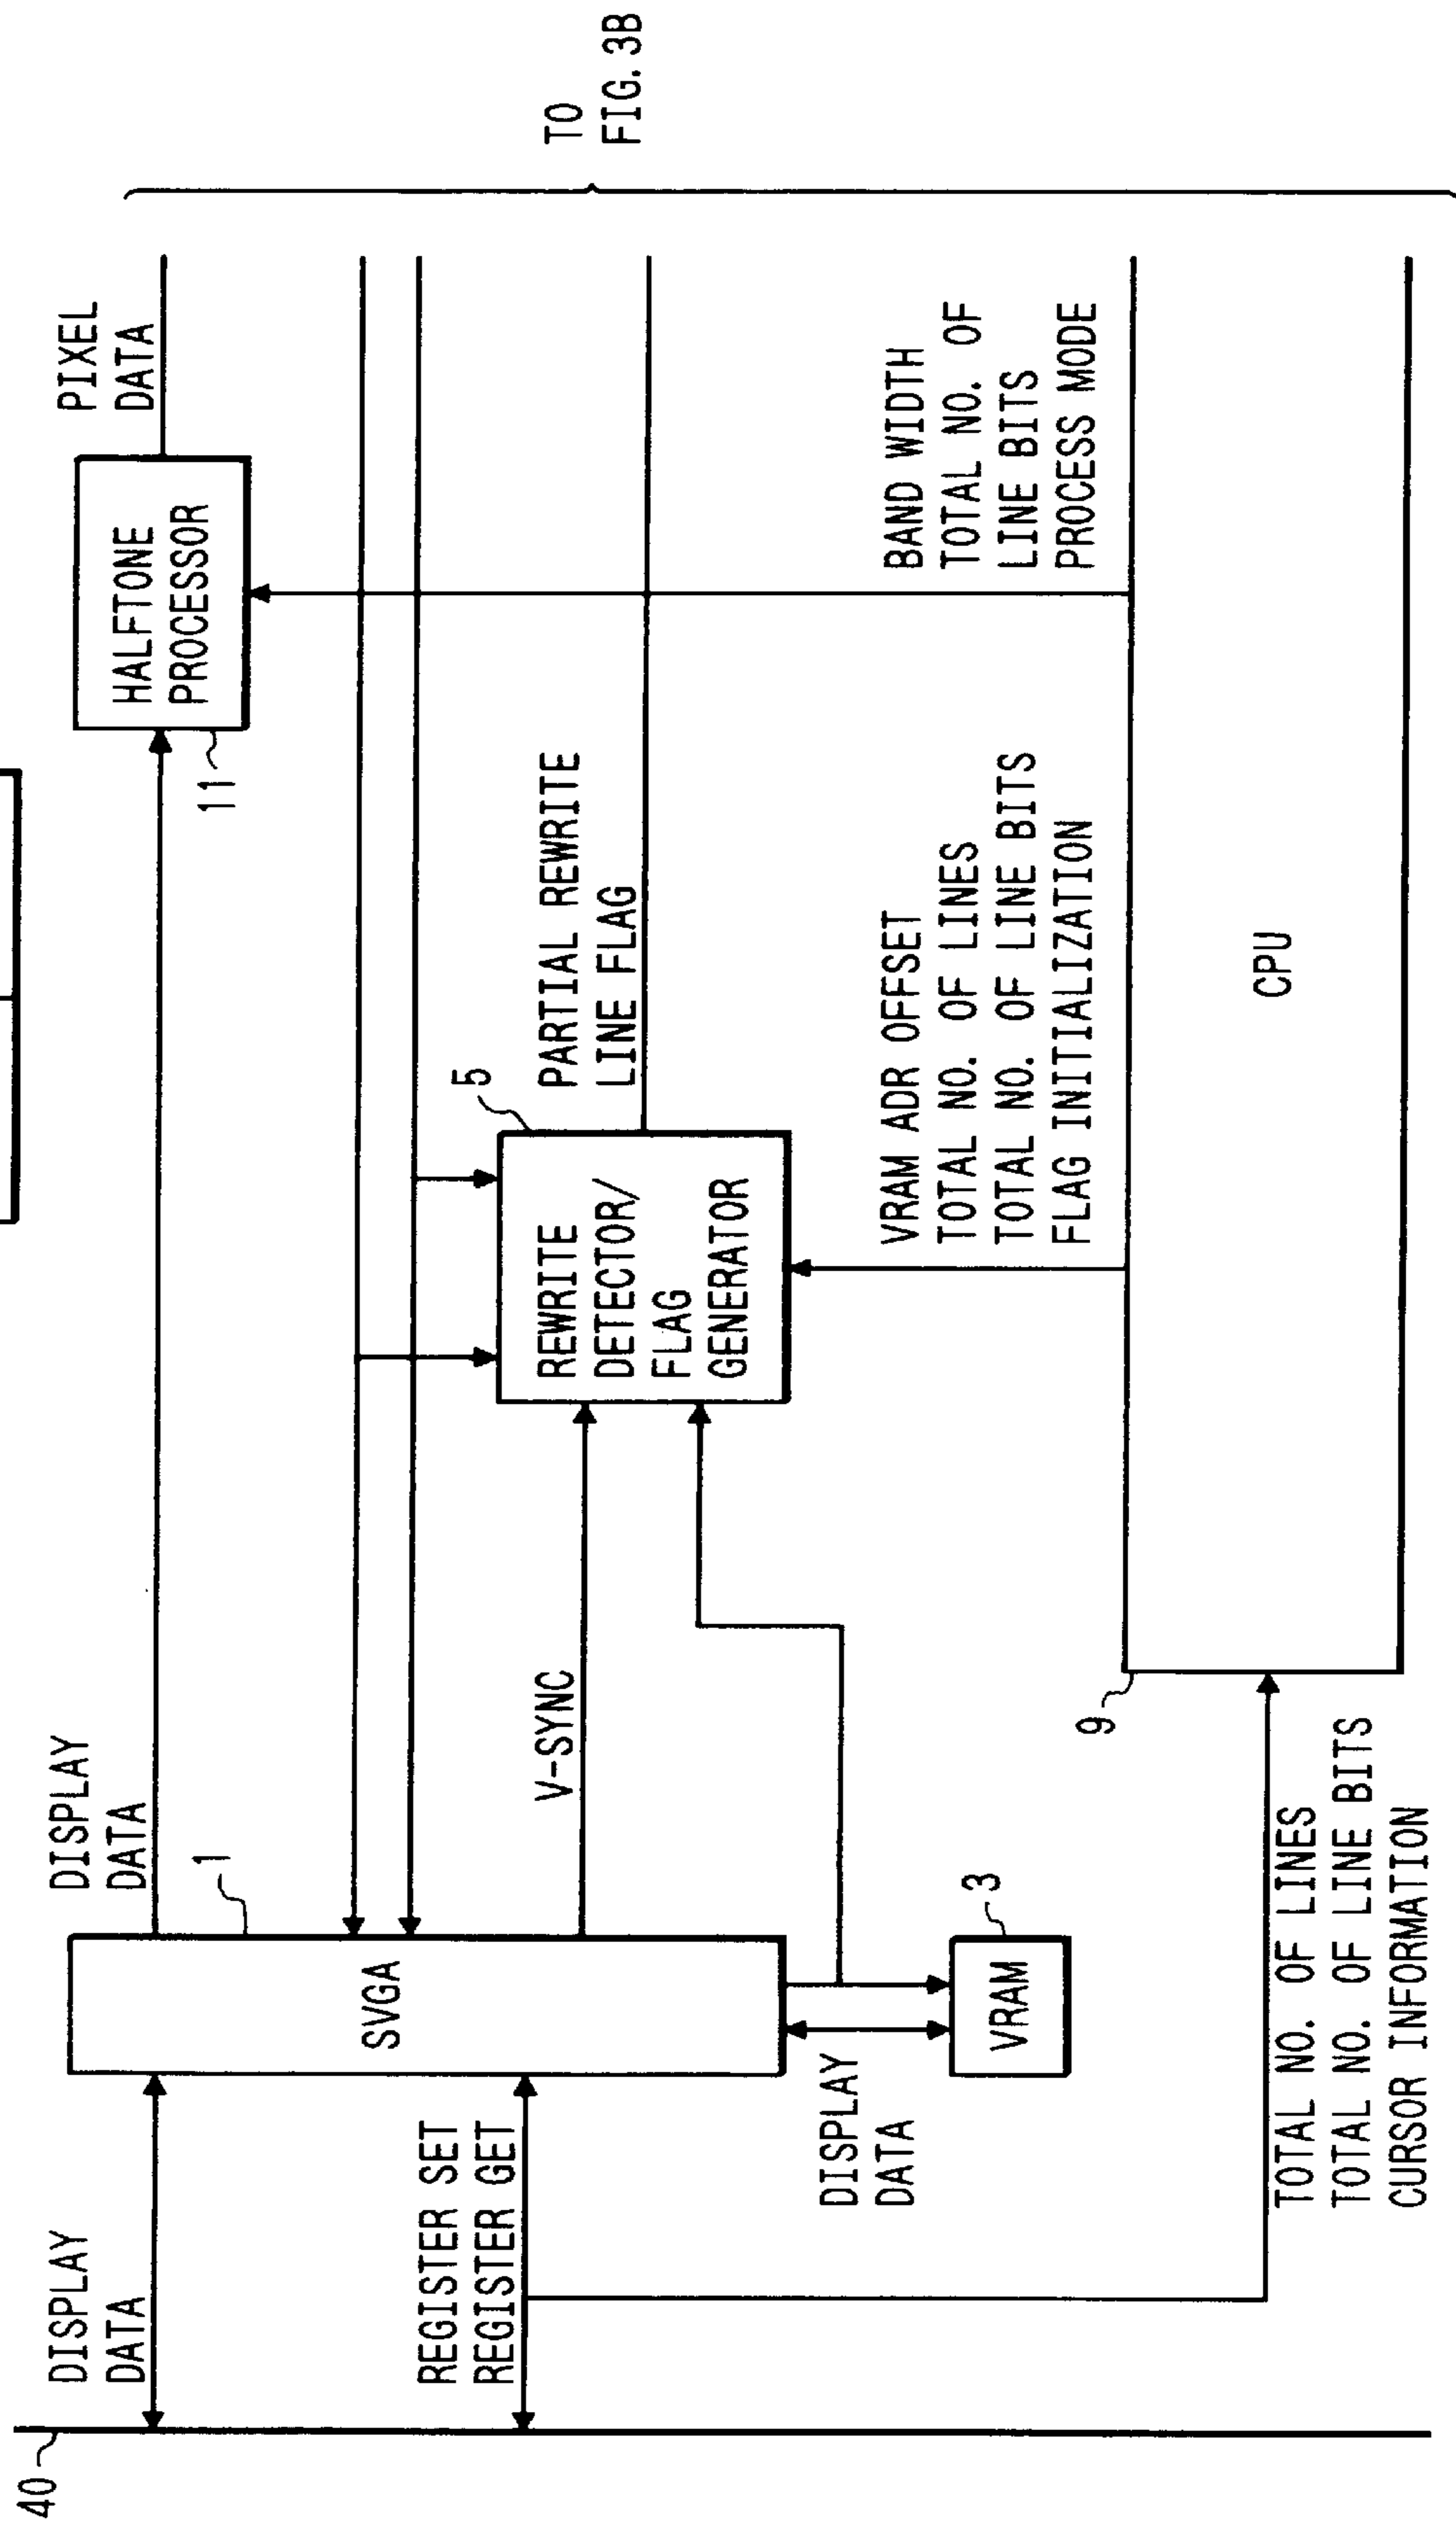 40
DISPLAY
DATA
REGISTER SET
REGISTER GET
DISPLAY
DATA
1
SVGA
DISPLAY
DATA
3
VRAM
V-SYNC
5
REWRITE
DETECTOR/
FLAG
GENERATOR
PARTIAL REWRITE
LINE FLAG
11
HALFTONE
PROCESSOR
PIXEL
DATA
TO
FIG. 3B
VRAM ADR OFFSET
TOTAL NO. OF LINES
TOTAL NO. OF LINE BITS
FLAG INITIALIZATION
BAND WIDTH
TOTAL NO. OF
LINE BITS
PROCESS MODE
9
CPU
TOTAL NO. OF LINES
TOTAL NO. OF LINE BITS
CURSOR INFORMATION